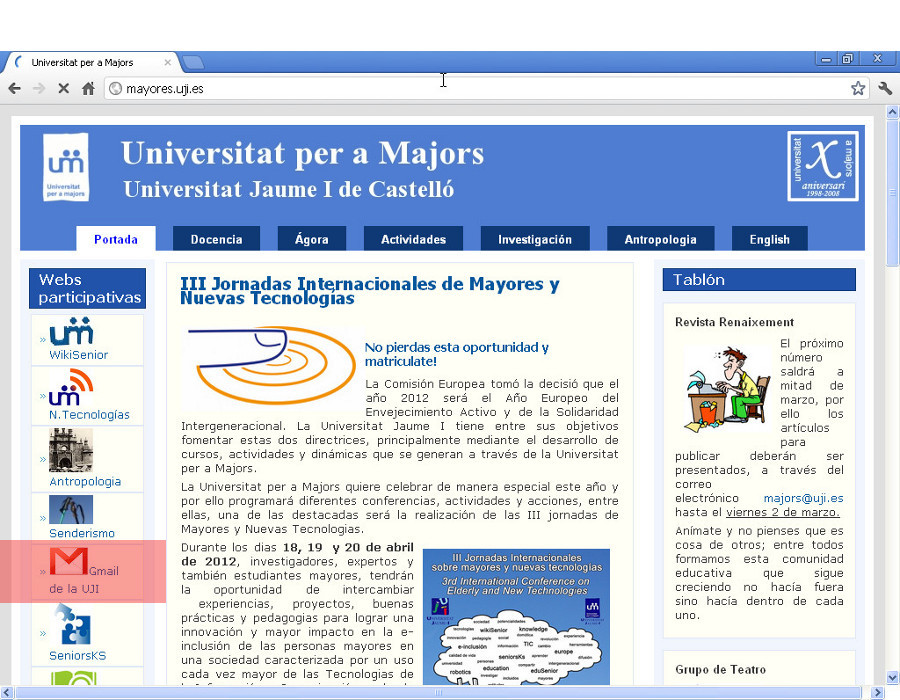 Universitat per a Majors
mayores.uji.es
Universitat per a Majors
Universitat Jaume I de Castelló
Universitat
per a majors
universitat
a majors
aniversari
1998-2008
Portada
Docencia
Ágora
Actividades
Investigación
Antropologia
English
Webs
participativas
» WikiSenior
» N.Tecnologías
» Antropologia
» Senderismo
» Gmail
de la UJI
» SeniorsKS
III Jornadas Internacionales de Mayores y
Nuevas Tecnologías
No pierdas esta oportunidad y
matriculate!
La Comisión Europea tomó la decisió que el
año 2012 será el Año Europeo del
Envejecimiento Activo y de la Solidaridad
Intergeneracional. La Universitat Jaume I tiene entre sus objetivos
fomentar estas dos directrices, principalmente mediante el desarrollo de
cursos, actividades y dinámicas que se generan a través de la Universitat
per a Majors.
La Universitat per a Majors quiere celebrar de manera especial este año y
por ello programará diferentes conferencias, actividades y acciones, entre
ellas, una de las destacadas será la realización de las III jornadas de
Mayores y Nuevas Tecnologias.
Durante los dias 18, 19 y 20 de abril
de 2012, investigadores, expertos y
también estudiantes mayores, tendrán
la oportunidad de intercambiar
experiencias, proyectos, buenas
prácticas y pedagogias para lograr una
innovación y mayor impacto en la e-
inclusión de las personas mayores en
una sociedad caracterizada por un uso
cada vez mayor de las Tecnologias de
III Jornadas Internacionales
sobre mayores y nuevas tecnologías
3rd International Conference on
Elderly and New Technologies
wikiSenior
knowledge
e-inclusión
TIC
seniorsKs
europe
education
eduSenior
robotics
Tablón
Revista Renaixement
El próximo
número
saldrá a
mitad de
marzo, por
ello los
artículos
para
publicar deberán ser
presentados, a través del
correo
electrónico majors@uji.es
hasta el viernes 2 de marzo.
Anímate y no pienses que es
cosa de otros; entre todos
formamos esta comunidad
educativa que sigue
creciendo no hacía fuera
sino hacía dentro de cada
uno.
Grupo de Teatro